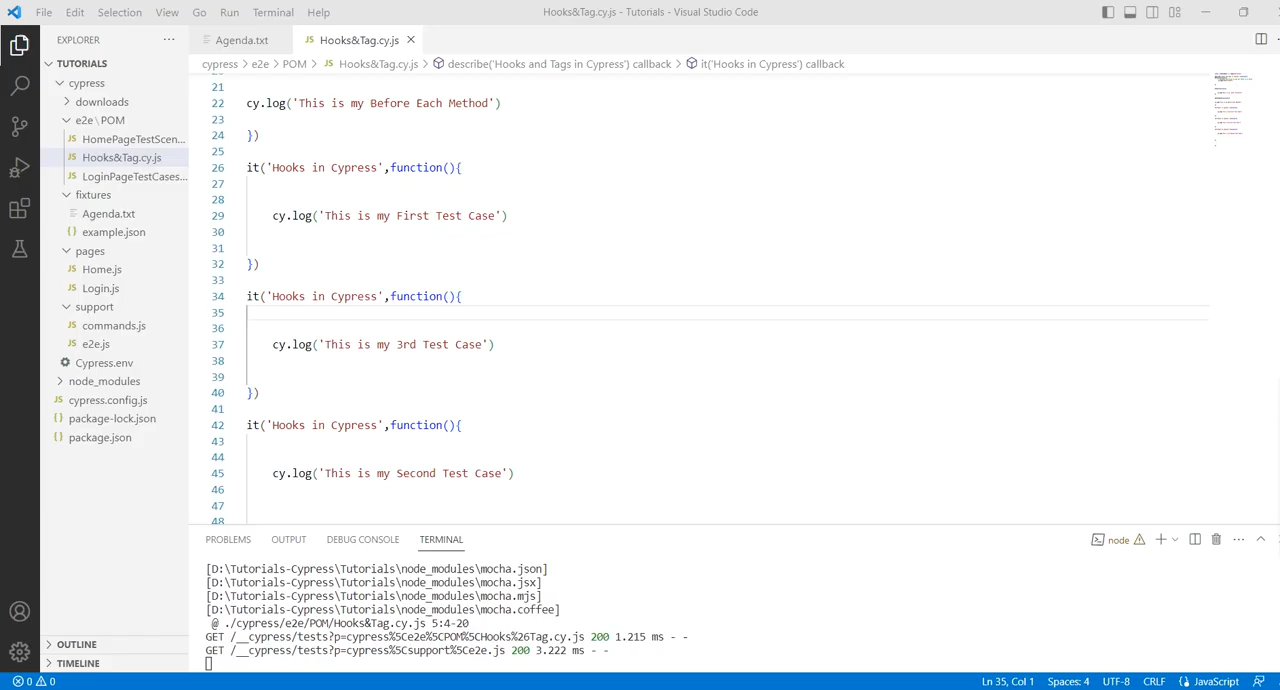 File Edit Selection View Go Run Terminal Help Hooks&Tag.cy.js - Tutorials - Visual Studio Code
EXPLORER ...
TUTORIALS
cypress
downloads
e2e \ POM
JS HomePageTestScen...
JS Hooks&Tag.cy.js
JS LoginPageTestCases...
fixtures
Agenda.txt
{} example.json
pages
JS Home.js
JS Login.js
support
JS commands.js
JS e2e.js
Cypress.env
node_modules
JS cypress.config.js
{} package-lock.json
{} package.json
OUTLINE
TIMELINE
Agenda.txt JS Hooks&Tag.cy.js
cypress > e2e > POM > JS Hooks&Tag.cy.js > describe('Hooks and Tags in Cypress') callback > it('Hooks in Cypress') callback
21
22 cy.log('This is my Before Each Method')
23
24 })
25
26 it('Hooks in Cypress',function(){
27
28
29 cy.log('This is my First Test Case')
30
31
32 })
33
34 it('Hooks in Cypress',function(){
35
36
37 cy.log('This is my 3rd Test Case')
38
39
40 })
41
42 it('Hooks in Cypress',function(){
43
44
45 cy.log('This is my Second Test Case')
46
47
48
PROBLEMS OUTPUT DEBUG CONSOLE TERMINAL node
[D:\Tutorials-Cypress\Tutorials\node_modules\mocha.json]
[D:\Tutorials-Cypress\Tutorials\node_modules\mocha.jsx]
[D:\Tutorials-Cypress\Tutorials\node_modules\mocha.mjs]
[D:\Tutorials-Cypress\Tutorials\node_modules\mocha.coffee]
@ ./cypress/e2e/POM/Hooks&Tag.cy.js 5:4-20
GET /__cypress/tests?p=cypress%5Ce2e%5CPOM%5CHooks%26Tag.cy.js 200 1.215 ms - -
GET /__cypress/tests?p=cypress%5Csupport%5Ce2e.js 200 3.222 ms - -
0 0 Ln 35, Col 1 Spaces: 4 UTF-8 CRLF {} JavaScript